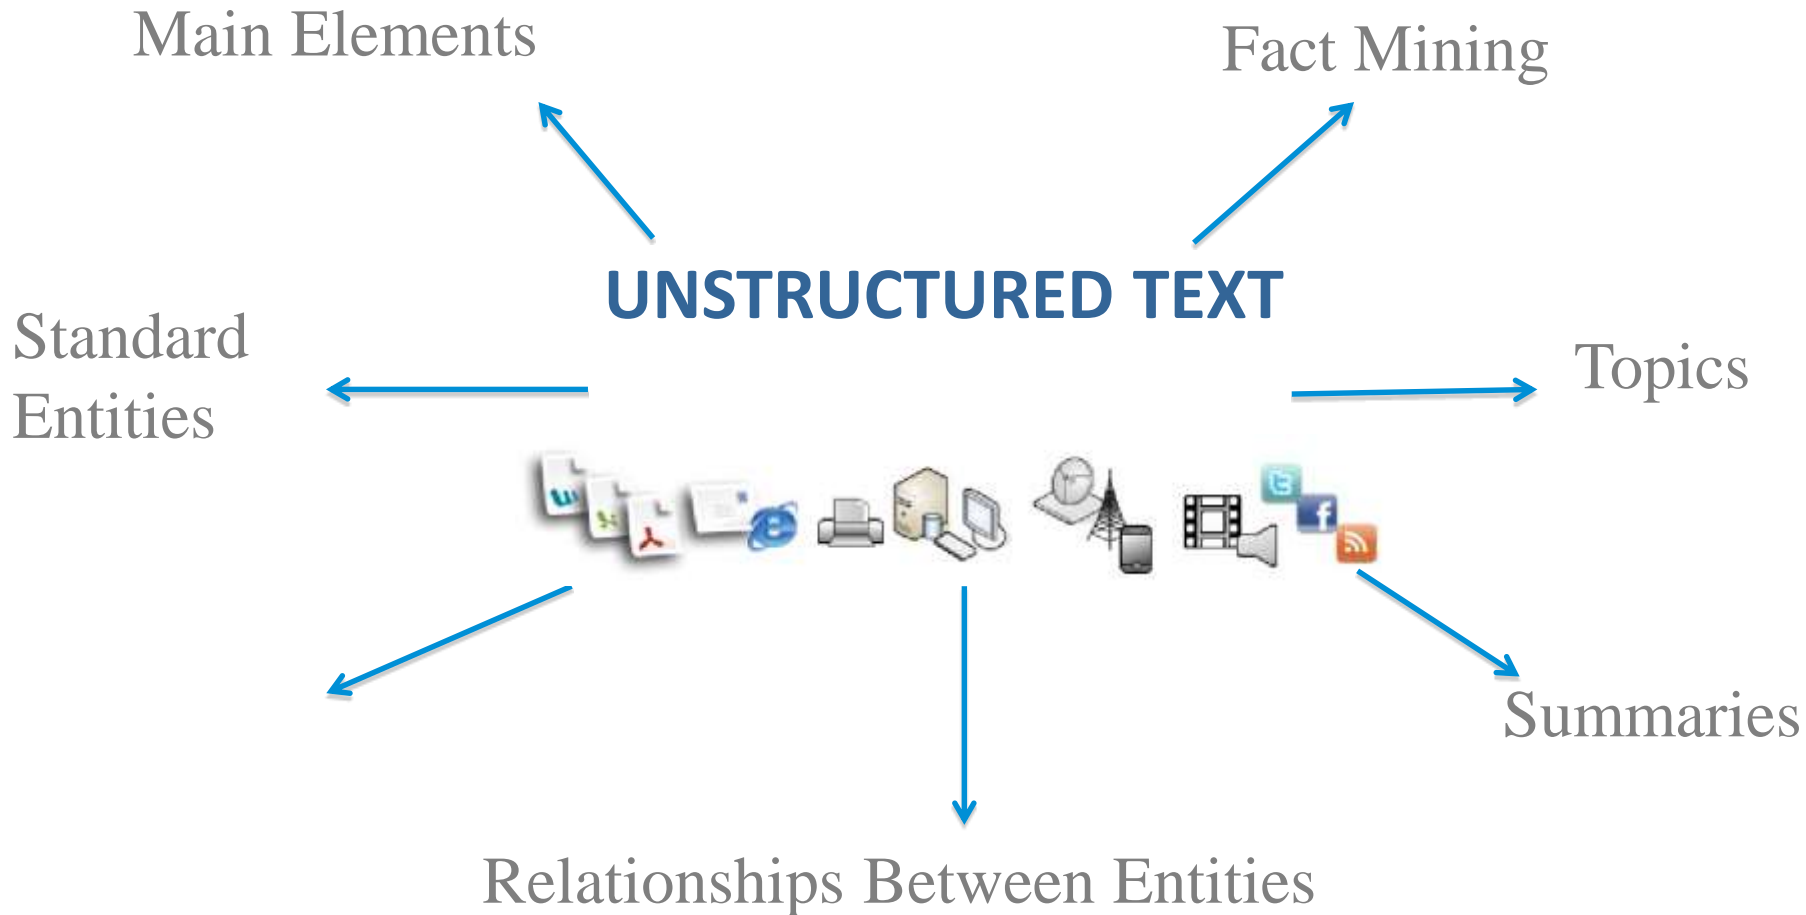 Main Elements
Fact Mining
UNSTRUCTURED TEXT
Standard
Entities
Topics
Summaries
Relationships Between Entities